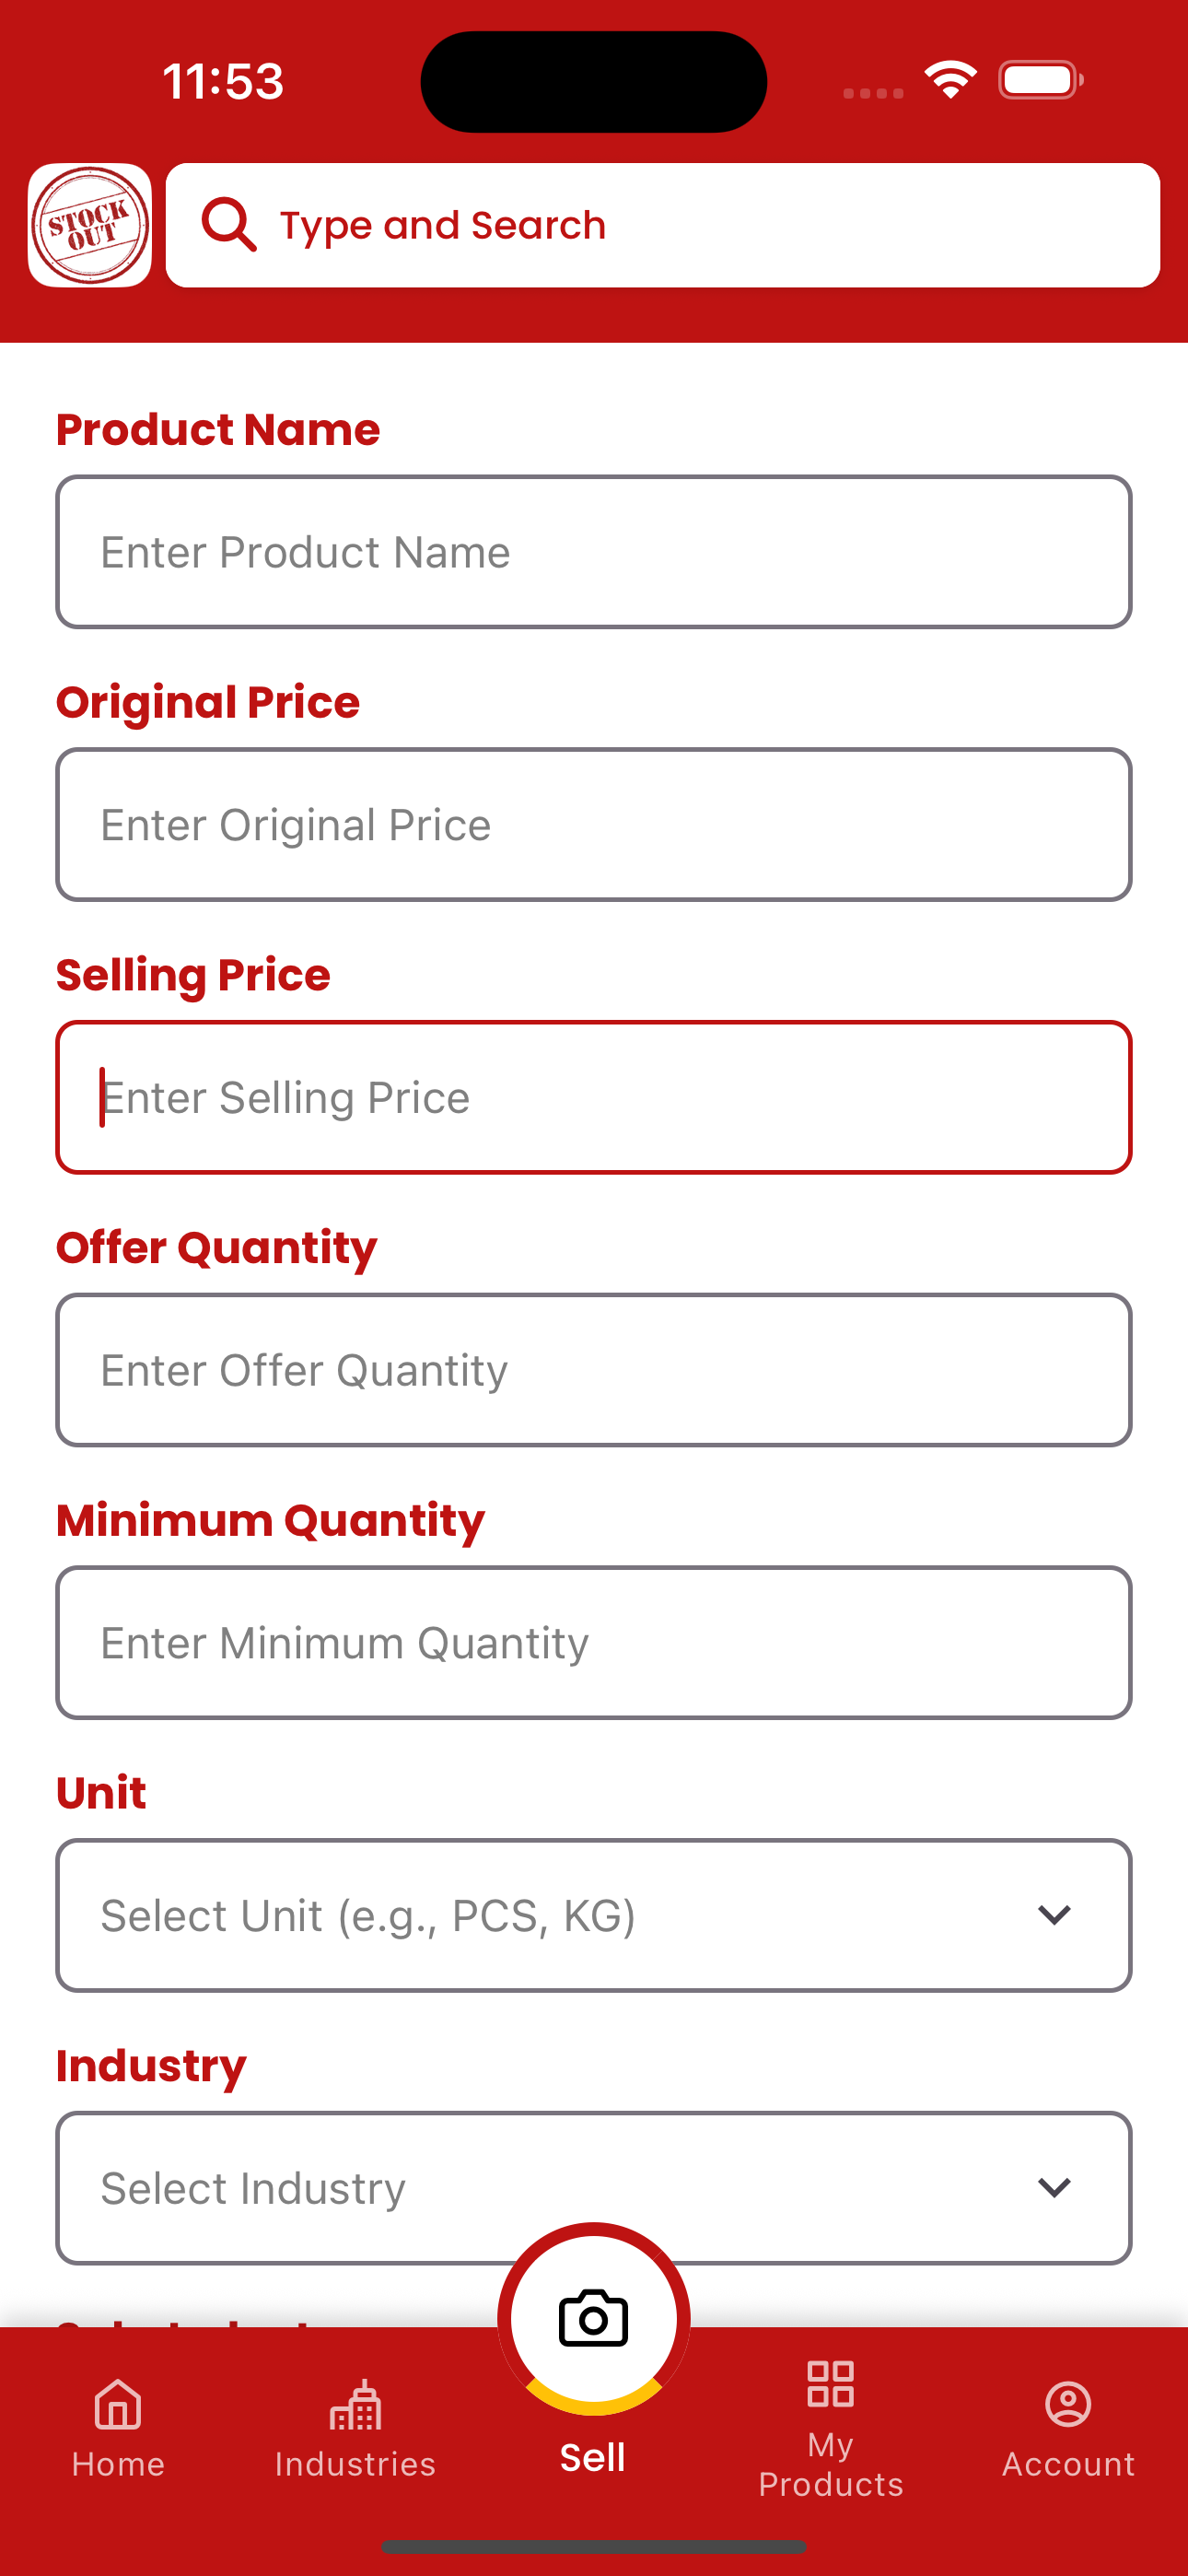 11:53
STOCK
OUT
Type and Search
Product Name
Enter Product Name
Original Price
Enter Original Price
Selling Price
Enter Selling Price
Offer Quantity
Enter Offer Quantity
Minimum Quantity
Enter Minimum Quantity
Unit
Select Unit (e.g., PCS, KG)
Industry
Select Industry
Home
Industries
Sell
My
Products
Account